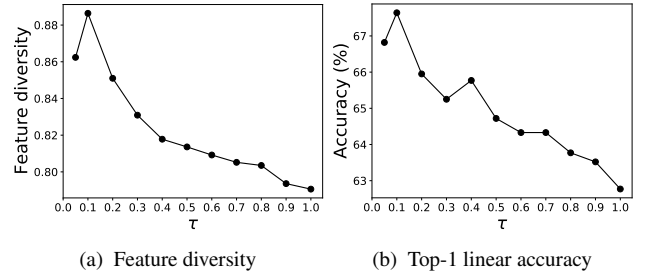 Feature diversity
0.88
0.86
0.84
0.82
0.80
0.0 0.1 0.2 0.3 0.4 0.5 0.6 0.7 0.8 0.9 1.0
τ
(a) Feature diversity
Accuracy (%)
67
66
65
64
63
0.0 0.1 0.2 0.3 0.4 0.5 0.6 0.7 0.8 0.9 1.0
τ
(b) Top-1 linear accuracy